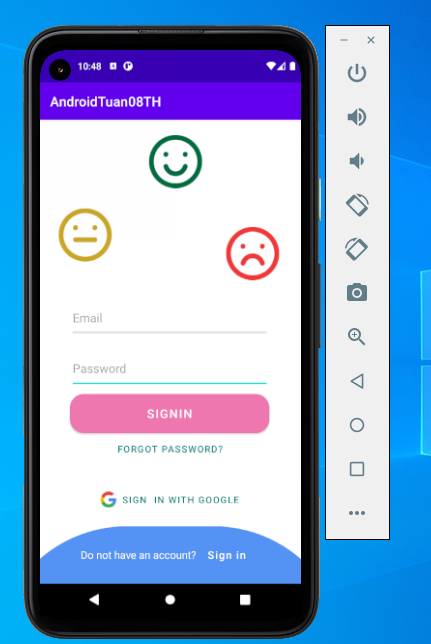 10:48
AndroidTuan08TH
Email
Password
SIGNIN
FORGOT PASSWORD?
SIGN IN WITH GOOGLE
Do not have an account? Sign in